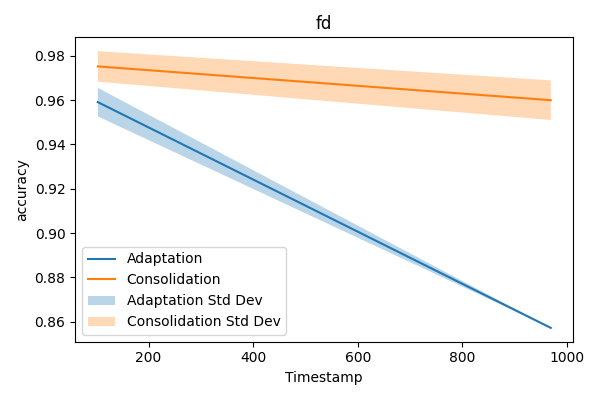 fd
accuracy
0.98
0.96
0.94
0.92
0.90
0.88
0.86
Adaptation
Consolidation
Adaptation Std Dev
Consolidation Std Dev
200
400
600
800
1000
Timestamp